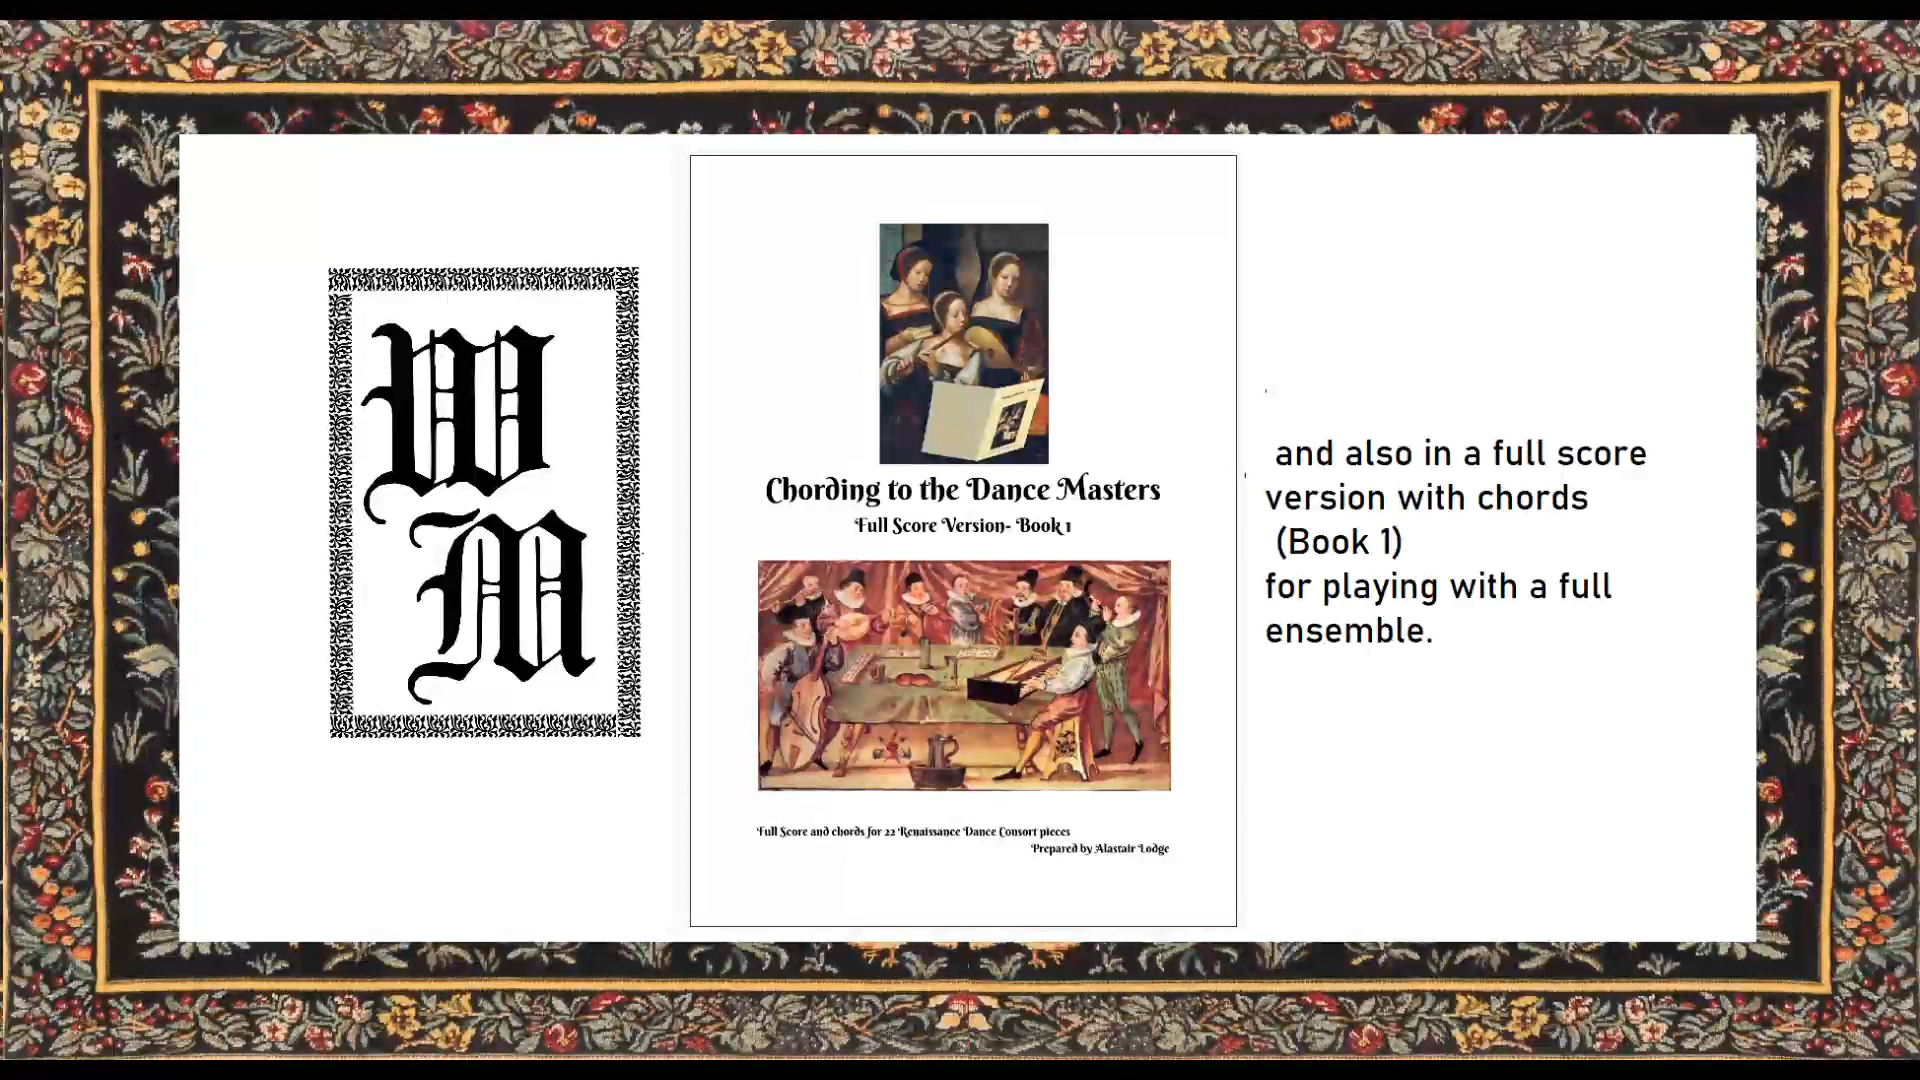 W
M
Chording to the Dance Masters
Full Score Version- Book 1
Full Score and chords for 22 Renaissance Dance Consort pieces
Prepared by Alastair Lodge
and also in a full score
version with chords
(Book 1)
for playing with a full
ensemble.